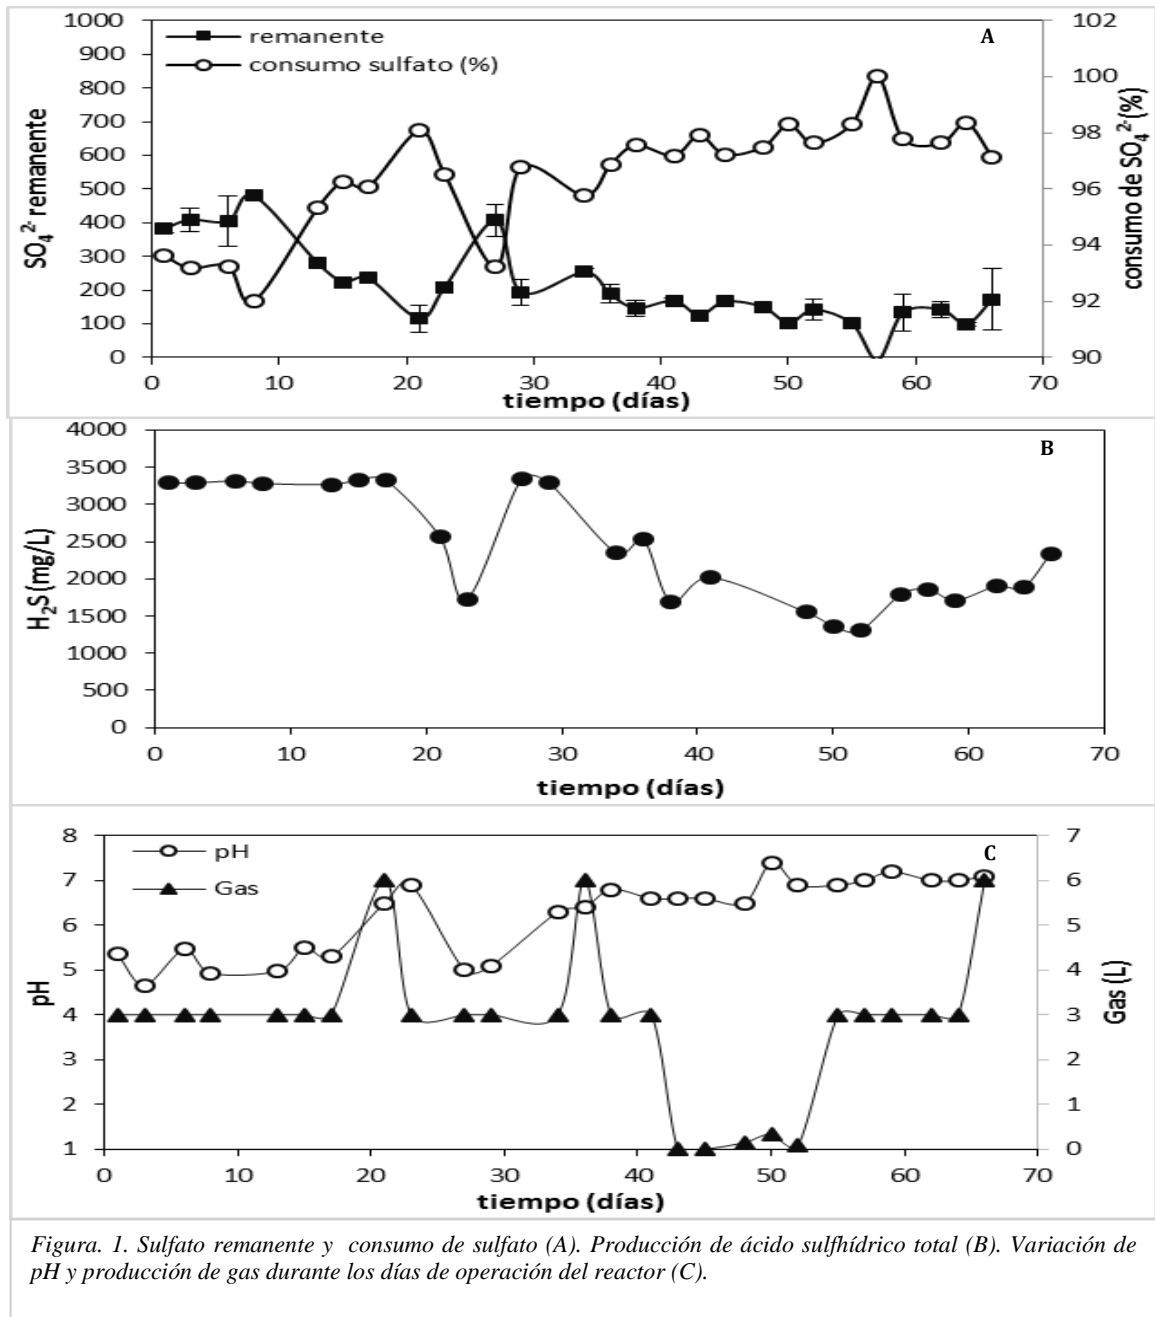 A
remanente
consumo sulfato (%)
SO₄²⁻ remanente
1000
900
800
700
600
500
400
300
200
100
0
consumo de SO₄²⁻(%)
102
100
98
96
94
92
90
0 10 20 30 40 50 60 70
tiempo (días)
B
H₂S (mg/L)
4000
3500
3000
2500
2000
1500
1000
500
0
0 10 20 30 40 50 60 70
tiempo (días)
C
pH
Gas
pH
8
7
6
5
4
3
2
1
Gas (L)
7
6
5
4
3
2
1
0
0 10 20 30 40 50 60 70
tiempo (días)
Figura. 1. Sulfato remanente y consumo de sulfato (A). Producción de ácido sulfhídrico total (B). Variación de
pH y producción de gas durante los días de operación del reactor (C).